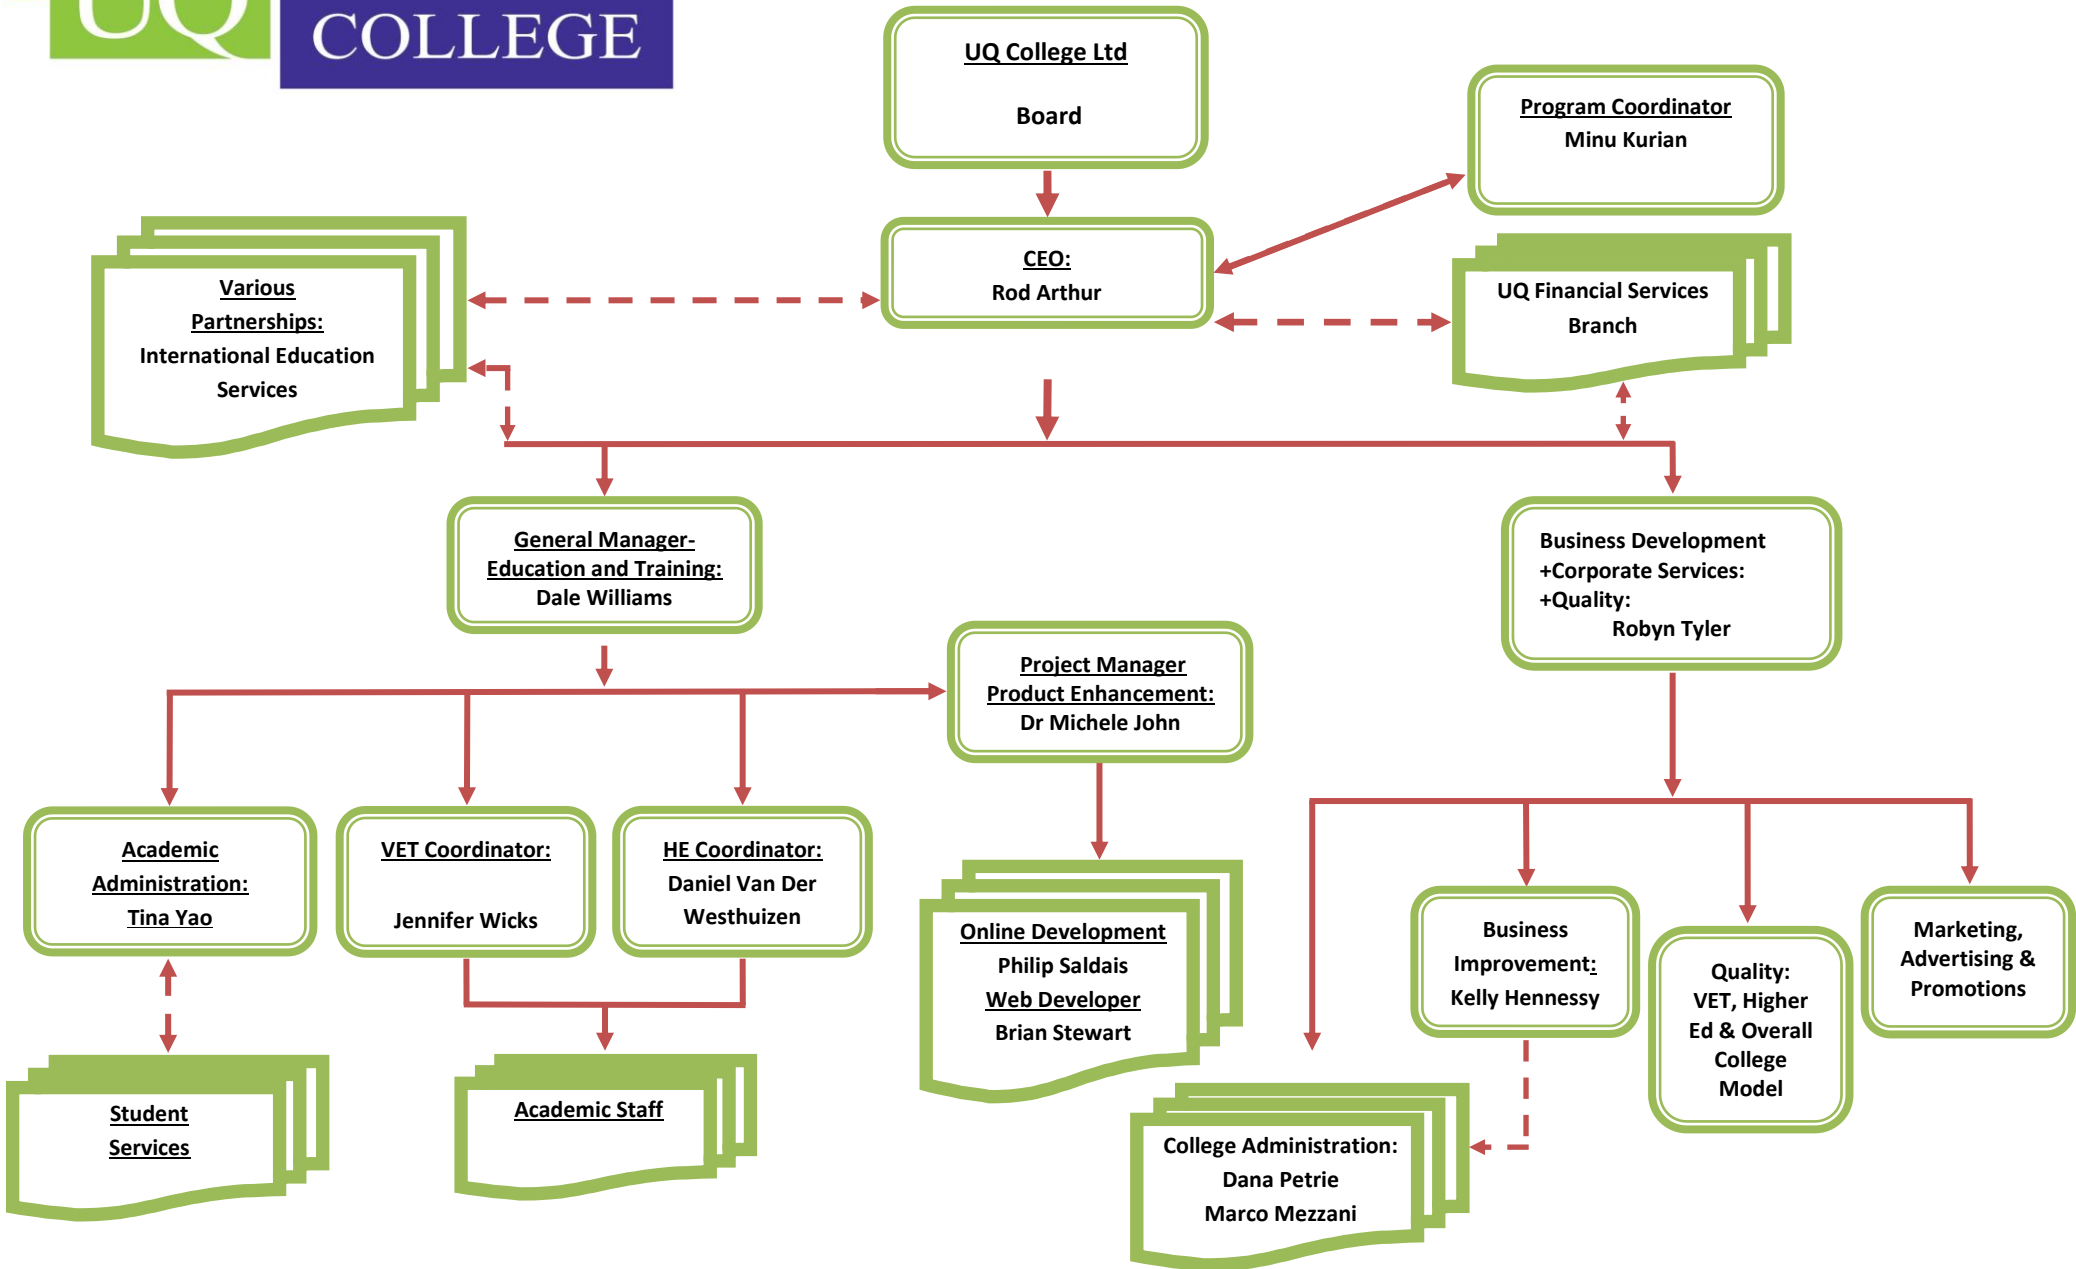 UQ
COLLEGE
UQ College Ltd
Board
Program Coordinator
Minu Kurian
CEO:
Rod Arthur
Various
Partnerships:
International Education
Services
UQ Financial Services
Branch
General Manager-
Education and Training:
Dale Williams
Business Development
+Corporate Services:
+Quality:
Robyn Tyler
Project Manager
Product Enhancement:
Dr Michele John
Academic
Administration:
Tina Yao
VET Coordinator:
Jennifer Wicks
HE Coordinator:
Daniel Van Der
Westhuizen
Online Development
Philip Saldais
Web Developer
Brian Stewart
Business
Improvement:
Kelly Hennessy
Quality:
VET, Higher
Ed & Overall
College
Model
Marketing,
Advertising &
Promotions
Student
Services
Academic Staff
College Administration:
Dana Petrie
Marco Mezzani